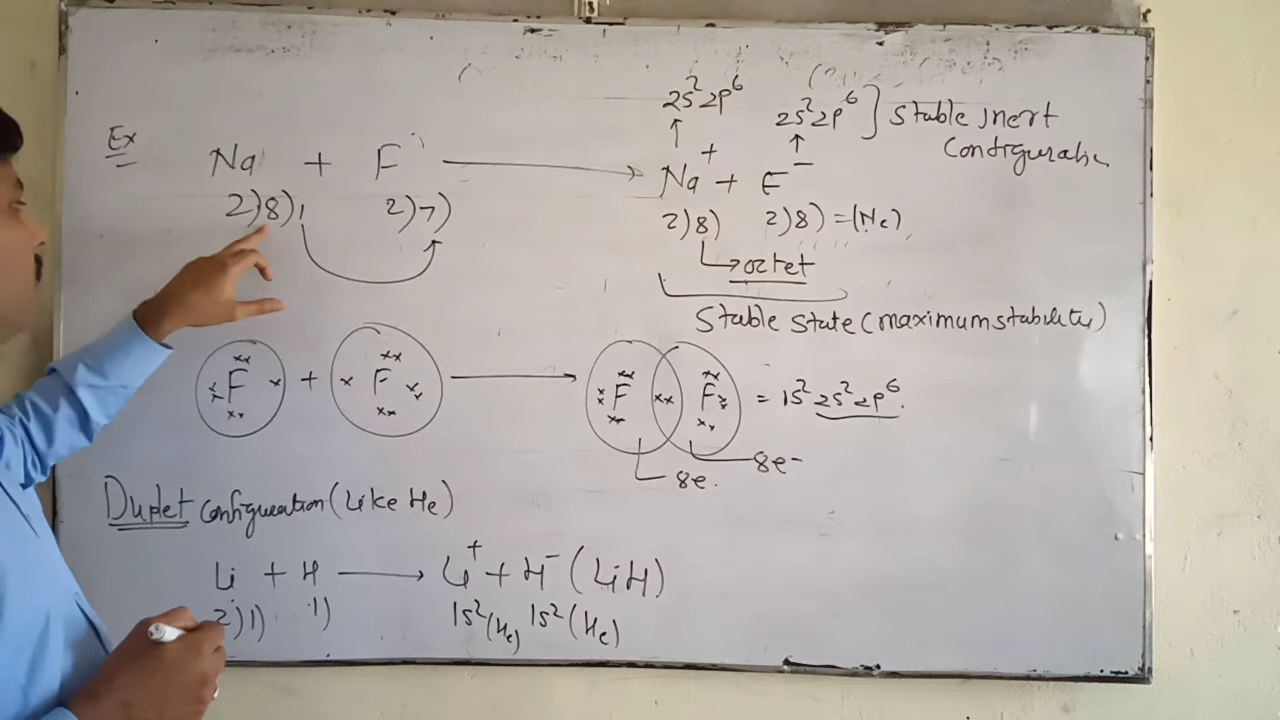 2s²2p⁶ 2s²2p⁶ ] Stable Inert Configuration
Ex Na + F ⟶ Na⁺ + F⁻
2)8)1 2)7) 2)8) 2)8) = (Ne)
→ octet
Stable State (maximum stability)
F + F ⟶ F F = 1s² 2s² 2p⁶.
8e. 8e-
Duplet Configuration (Like He)
Li + H ⟶ Li⁺ + H⁻ (LiH)
2)1) 1) 1s² (He) 1s² (He)